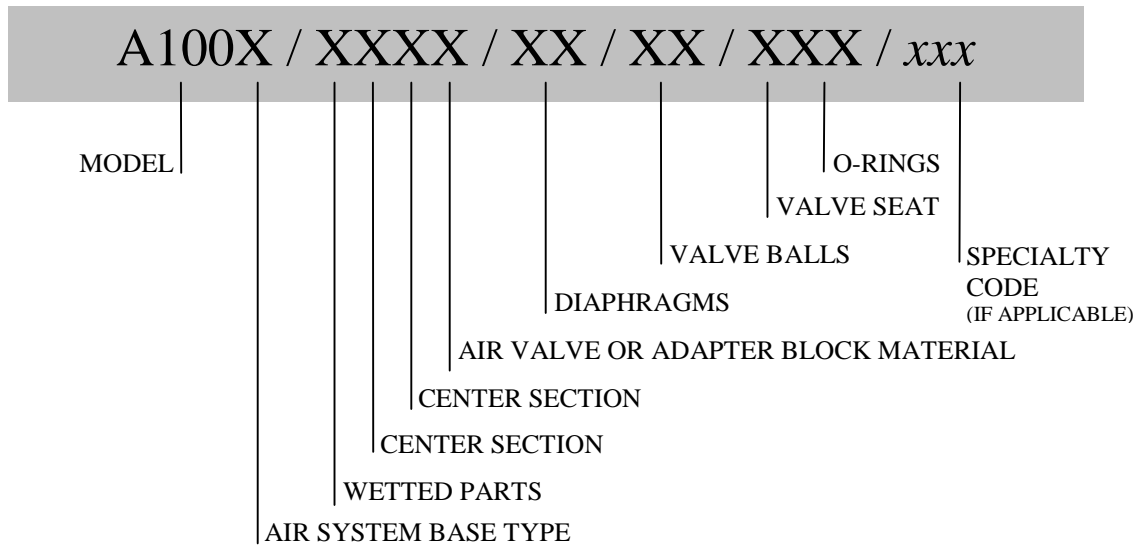 A100X / XXXX / XX / XX / XXX / xxx
MODEL
O-RINGS
VALVE SEAT
VALVE BALLS
SPECIALTY
CODE
(IF APPLICABLE)
DIAPHRAGMS
AIR VALVE OR ADAPTER BLOCK MATERIAL
CENTER SECTION
CENTER SECTION
WETTED PARTS
AIR SYSTEM BASE TYPE